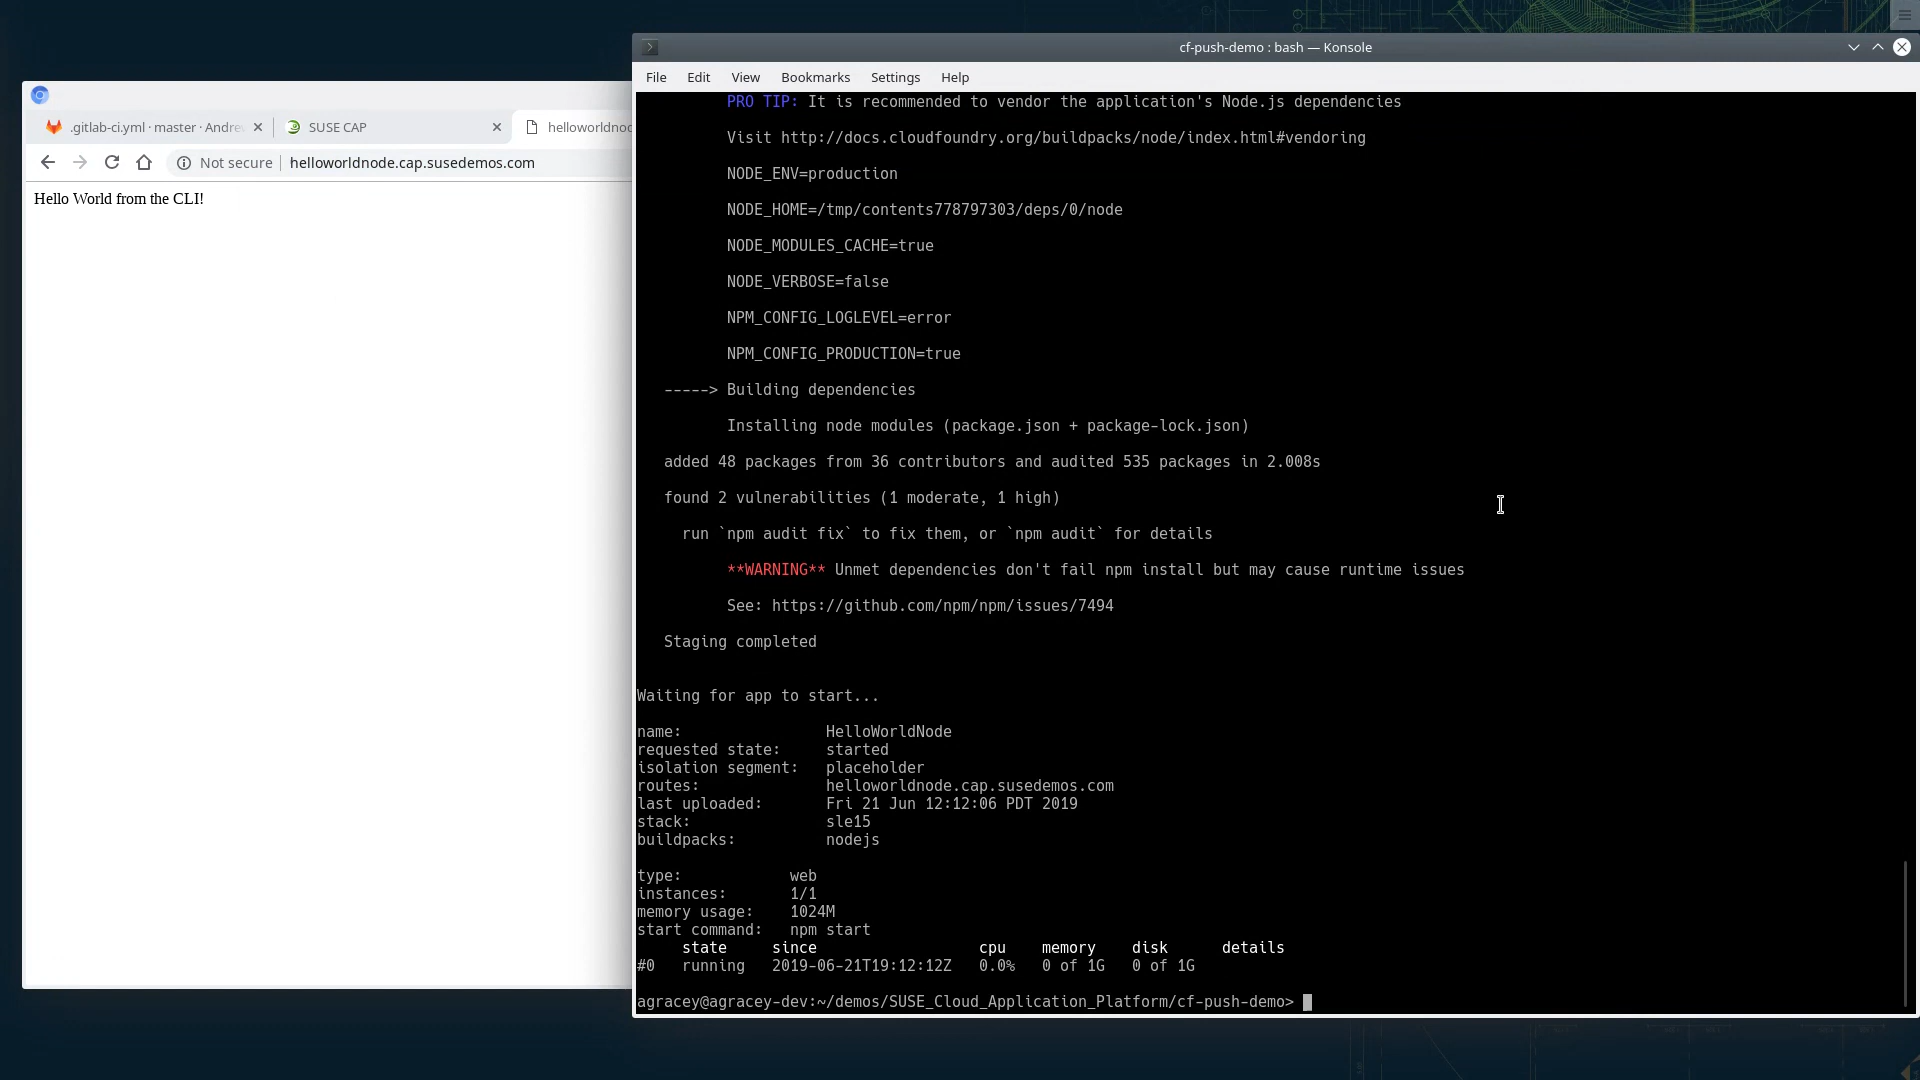 cf-push-demo : bash — Konsole
File Edit View Bookmarks Settings Help
.gitlab-ci.yml · master · Andre
SUSE CAP
helloworldnod
Not secure helloworldnode.cap.susedemos.com
Hello World from the CLI!
PRO TIP: It is recommended to vendor the application's Node.js dependencies
Visit http://docs.cloudfoundry.org/buildpacks/node/index.html#vendoring
NODE_ENV=production
NODE_HOME=/tmp/contents778797303/deps/0/node
NODE_MODULES_CACHE=true
NODE_VERBOSE=false
NPM_CONFIG_LOGLEVEL=error
NPM_CONFIG_PRODUCTION=true
-----> Building dependencies
Installing node modules (package.json + package-lock.json)
added 48 packages from 36 contributors and audited 535 packages in 2.008s
found 2 vulnerabilities (1 moderate, 1 high)
run `npm audit fix` to fix them, or `npm audit` for details
**WARNING** Unmet dependencies don't fail npm install but may cause runtime issues
See: https://github.com/npm/npm/issues/7494
Staging completed
Waiting for app to start...
name: HelloWorldNode
requested state: started
isolation segment: placeholder
routes: helloworldnode.cap.susedemos.com
last uploaded: Fri 21 Jun 12:12:06 PDT 2019
stack: sle15
buildpacks: nodejs
type: web
instances: 1/1
memory usage: 1024M
start command: npm start
state since cpu memory disk details
#0 running 2019-06-21T19:12:12Z 0.0% 0 of 1G 0 of 1G
agracey@agracey-dev:~/demos/SUSE_Cloud_Application_Platform/cf-push-demo>